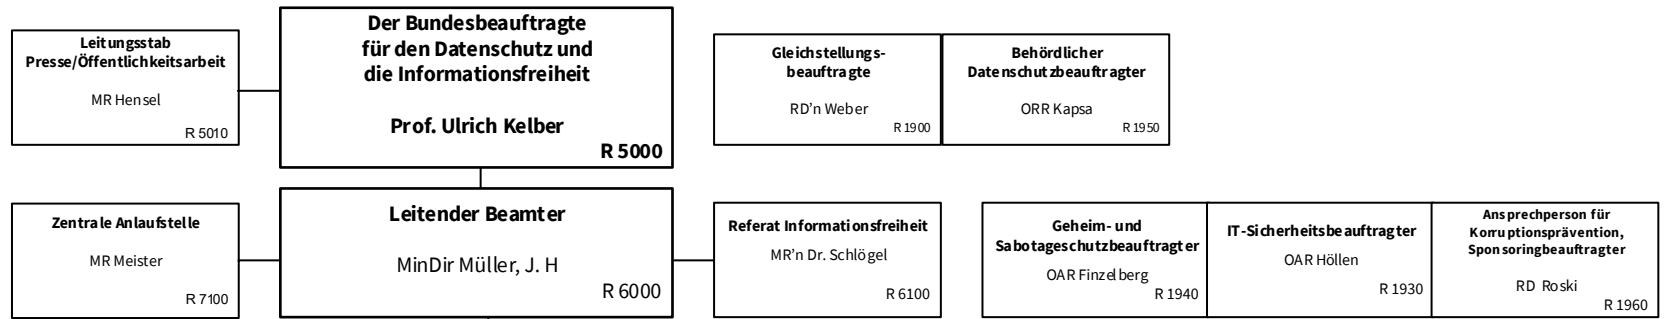 Leitungsstab
Presse/Öffentlichkeitsarbeit
MR Hensel
R 5010
Der Bundesbeauftragte
für den Datenschutz und
die Informationsfreiheit
Prof. Ulrich Kelber
R 5000
Gleichstellungs-
beauftragte
RD'n Weber
R 1900
Behördlicher
Datenschutzbeauftragter
ORR Kapsa
R 1950
Zentrale Anlaufstelle
MR Meister
R 7100
Leitender Beamter
MinDir Müller, J. H
R 6000
Referat Informationsfreiheit
MR'n Dr. Schlögel
R 6100
Geheim- und
Sabotageschutzbeauftragter
OAR Finzelberg
R 1940
IT-Sicherheitsbeauftragter
OAR Höllen
R 1930
Ansprechperson für
Korruptionsprävention,
Sponsoringbeauftragter
RD Roski
R 1960